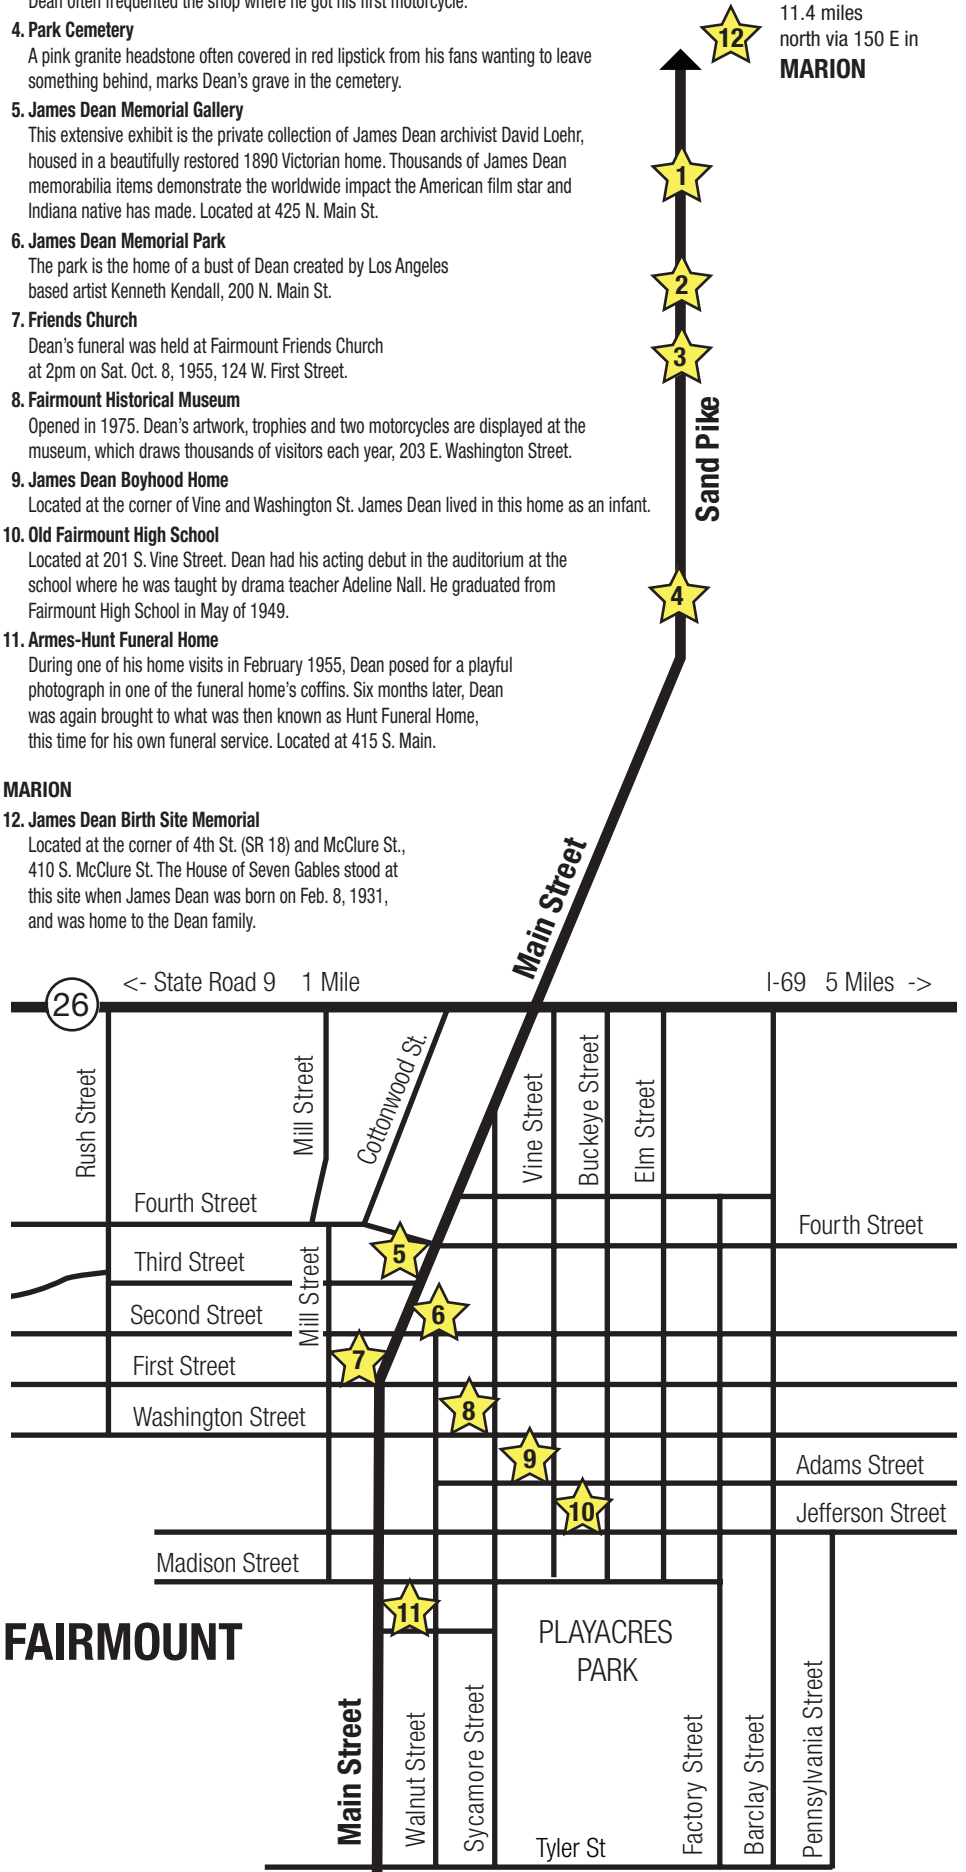 Dean often frequented the shop where he got his first motorcycle.
4. Park Cemetery
A pink granite headstone often covered in red lipstick from his fans wanting to leave
something behind, marks Dean's grave in the cemetery.
5. James Dean Memorial Gallery
This extensive exhibit is the private collection of James Dean archivist David Loehr,
housed in a beautifully restored 1890 Victorian home. Thousands of James Dean
memorabilia items demonstrate the worldwide impact the American film star and
Indiana native has made. Located at 425 N. Main St.
6. James Dean Memorial Park
The park is the home of a bust of Dean created by Los Angeles
based artist Kenneth Kendall, 200 N. Main St.
7. Friends Church
Dean's funeral was held at Fairmount Friends Church
at 2pm on Sat. Oct. 8, 1955, 124 W. First Street.
8. Fairmount Historical Museum
Opened in 1975. Dean's artwork, trophies and two motorcycles are displayed at the
museum, which draws thousands of visitors each year, 203 E. Washington Street.
9. James Dean Boyhood Home
Located at the corner of Vine and Washington St. James Dean lived in this home as an infant.
10. Old Fairmount High School
Located at 201 S. Vine Street. Dean had his acting debut in the auditorium at the
school where he was taught by drama teacher Adeline Nall. He graduated from
Fairmount High School in May of 1949.
11. Armes-Hunt Funeral Home
During one of his home visits in February 1955, Dean posed for a playful
photograph in one of the funeral home's coffins. Six months later, Dean
was again brought to what was then known as Hunt Funeral Home,
this time for his own funeral service. Located at 415 S. Main.
MARION
12. James Dean Birth Site Memorial
Located at the corner of 4th St. (SR 18) and McClure St.,
410 S. McClure St. The House of Seven Gables stood at
this site when James Dean was born on Feb. 8, 1931,
and was home to the Dean family.
12
11.4 miles
north via 150 E in
MARION
1
2
3
Sand Pike
4
Main Street
26
<- State Road 9 1 Mile
I-69 5 Miles ->
Rush Street
Mill Street
Cottonwood St.
Vine Street
Buckeye Street
Elm Street
Fourth Street
Fourth Street
5
Third Street
Mill Street
Second Street
6
First Street
7
Washington Street
8
9
Adams Street
10
Jefferson Street
Madison Street
11
FAIRMOUNT
PLAYACRES
PARK
Main Street
Walnut Street
Sycamore Street
Factory Street
Barclay Street
Pennsylvania Street
Tyler St